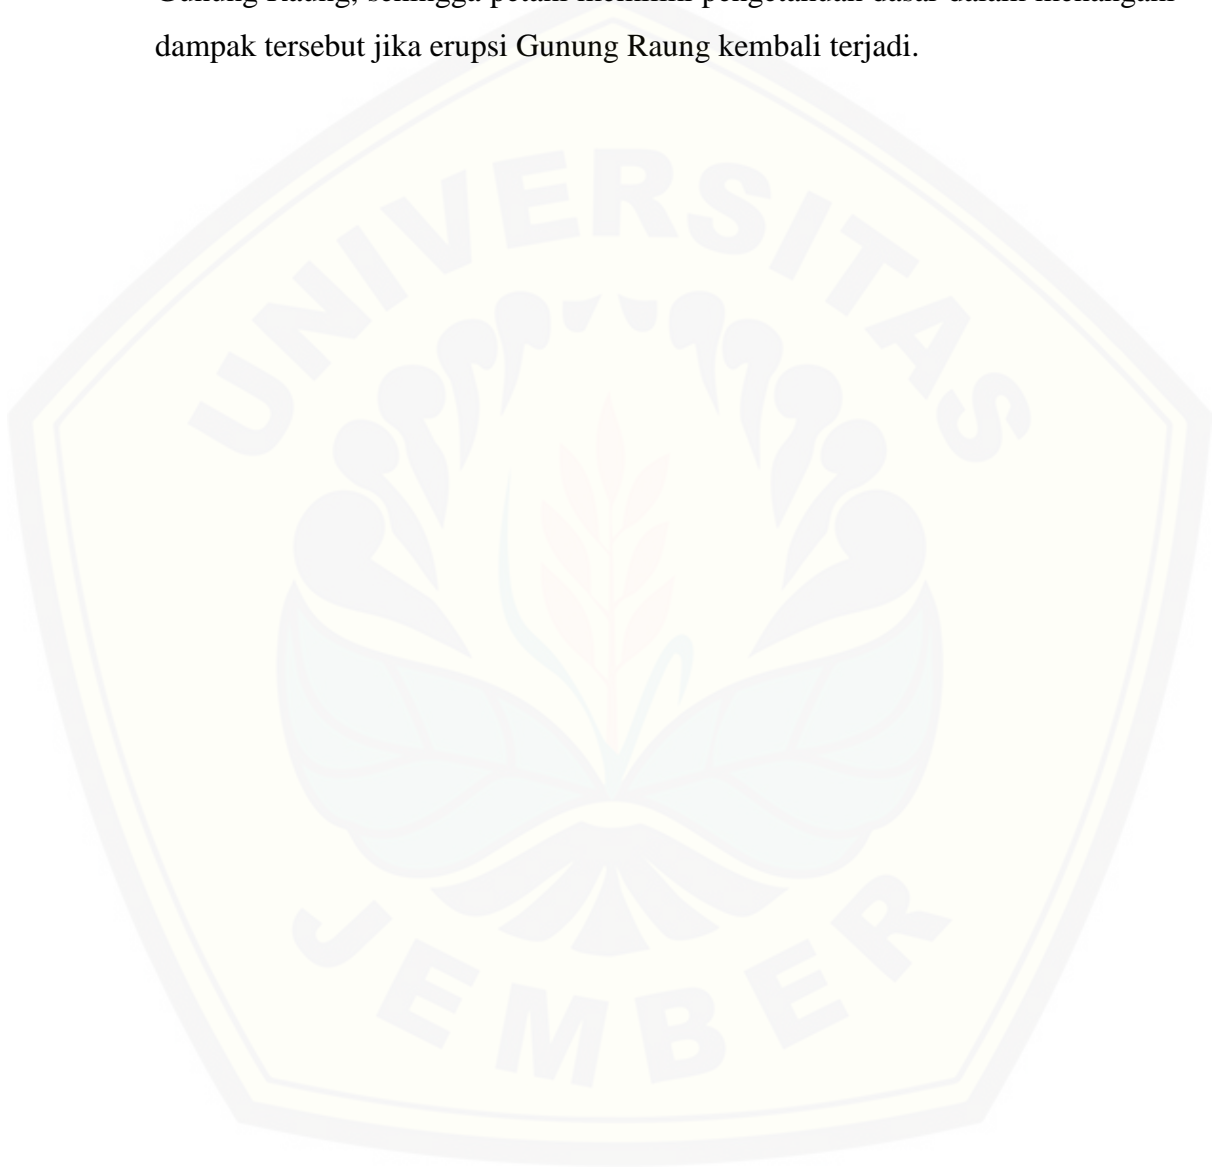 Gunung Raung, sehingga petani memiliki pengetahuan dasar dalam menangani
dampak tersebut jika erupsi Gunung Raung kembali terjadi.
UNIVERSITAS
JEMBER